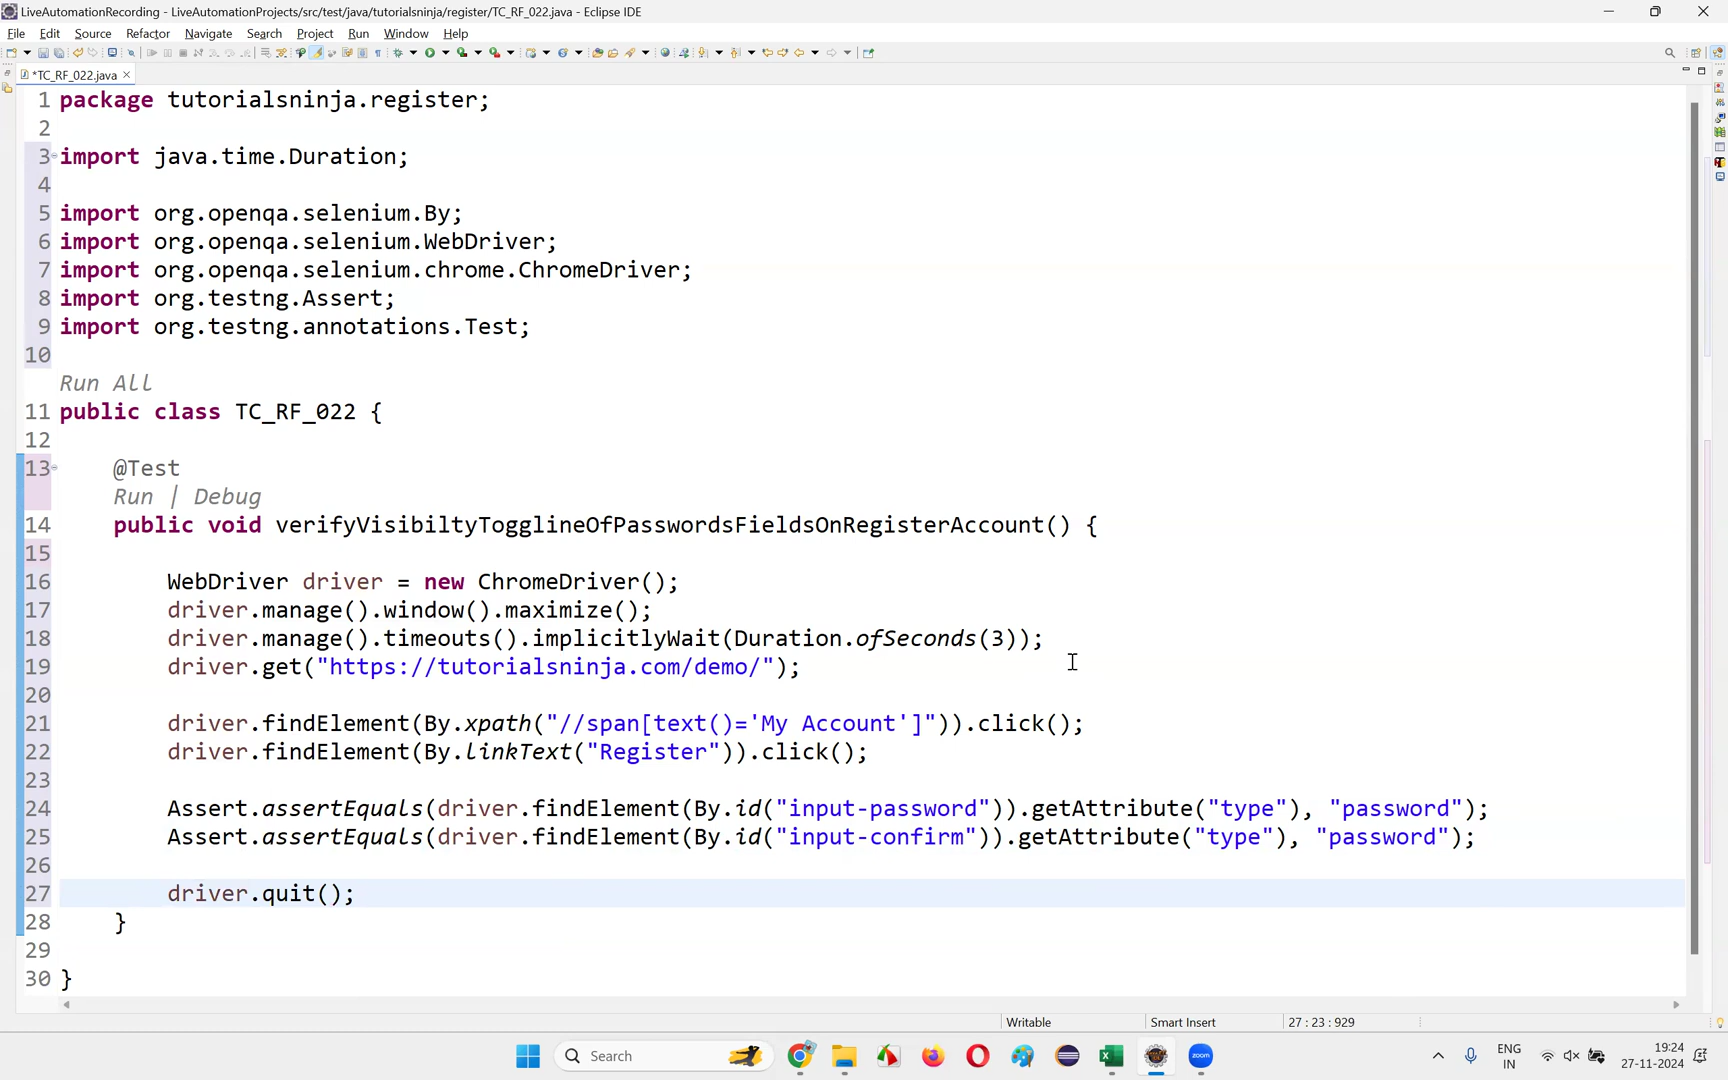 LiveAutomationRecording - LiveAutomationProjects/src/test/java/tutorialsninja/register/TC_RF_022.java - Eclipse IDE
File Edit Source Refactor Navigate Search Project Run Window Help
*TC_RF_022.java
1 package tutorialsninja.register;
2
3 import java.time.Duration;
4
5 import org.openqa.selenium.By;
6 import org.openqa.selenium.WebDriver;
7 import org.openqa.selenium.chrome.ChromeDriver;
8 import org.testng.Assert;
9 import org.testng.annotations.Test;
10
Run All
11 public class TC_RF_022 {
12
13 @Test
Run | Debug
14 public void verifyVisibiltyTogglineOfPasswordsFieldsOnRegisterAccount() {
15
16 WebDriver driver = new ChromeDriver();
17 driver.manage().window().maximize();
18 driver.manage().timeouts().implicitlyWait(Duration.ofSeconds(3));
19 driver.get("https://tutorialsninja.com/demo/");
20
21 driver.findElement(By.xpath("//span[text()='My Account']")).click();
22 driver.findElement(By.linkText("Register")).click();
23
24 Assert.assertEquals(driver.findElement(By.id("input-password")).getAttribute("type"), "password");
25 Assert.assertEquals(driver.findElement(By.id("input-confirm")).getAttribute("type"), "password");
26
27 driver.quit();
28 }
29
30 }
Writable Smart Insert 27 : 23 : 929
Search
zoom
ENG
IN
19:24
27-11-2024